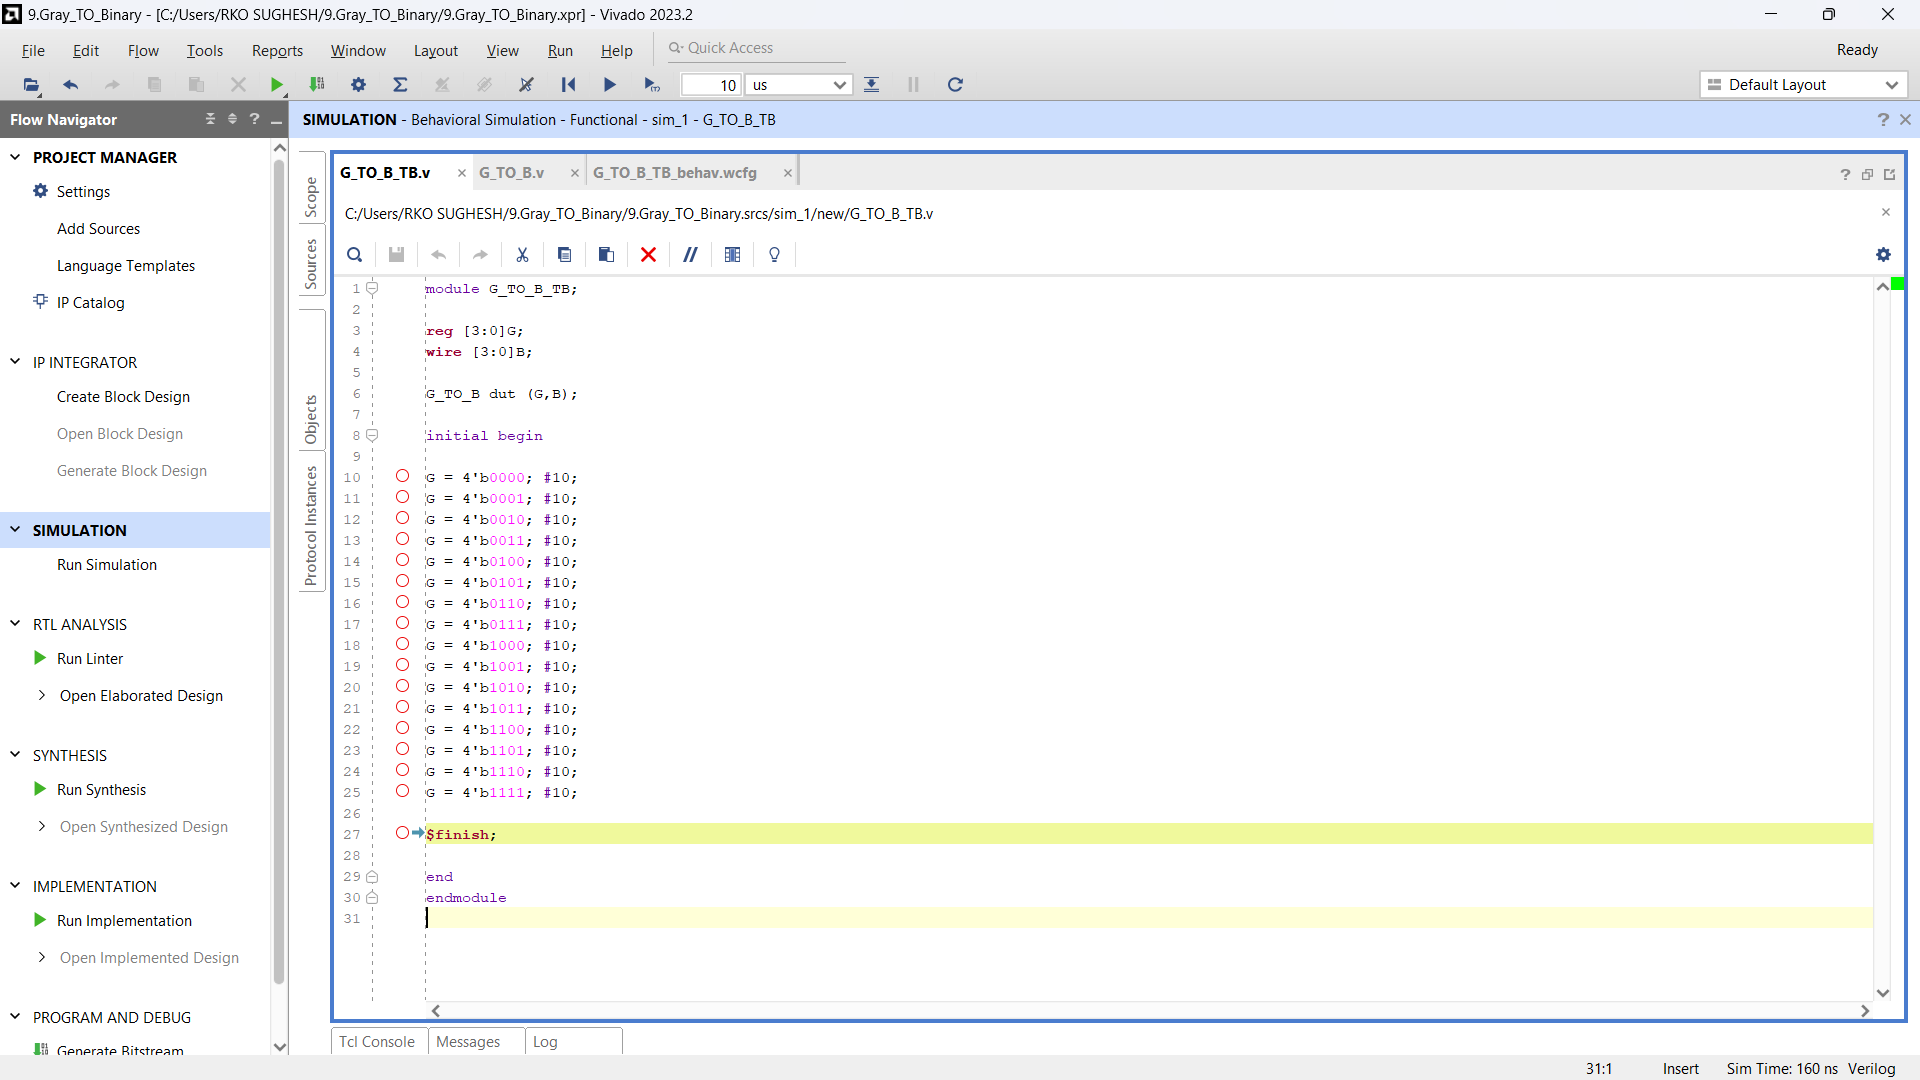 9.Gray_TO_Binary - [C:/Users/RKO SUGHESH/9.Gray_TO_Binary/9.Gray_TO_Binary.xpr] - Vivado 2023.2
File Edit Flow Tools Reports Window Layout View Run Help Quick Access Ready
10 us Default Layout
Flow Navigator ? _
SIMULATION - Behavioral Simulation - Functional - sim_1 - G_TO_B_TB
PROJECT MANAGER
Settings
Add Sources
Language Templates
IP Catalog
IP INTEGRATOR
Create Block Design
Open Block Design
Generate Block Design
SIMULATION
Run Simulation
RTL ANALYSIS
Run Linter
Open Elaborated Design
SYNTHESIS
Run Synthesis
Open Synthesized Design
IMPLEMENTATION
Run Implementation
Open Implemented Design
PROGRAM AND DEBUG
Generate Bitstream
Scope
Sources
Objects
Protocol Instances
G_TO_B_TB.v G_TO_B.v G_TO_B_TB_behav.wcfg
C:/Users/RKO SUGHESH/9.Gray_TO_Binary/9.Gray_TO_Binary.srcs/sim_1/new/G_TO_B_TB.v
1 module G_TO_B_TB;
2
3 reg [3:0]G;
4 wire [3:0]B;
5
6 G_TO_B dut (G,B);
7
8 initial begin
9
10 G = 4'b0000; #10;
11 G = 4'b0001; #10;
12 G = 4'b0010; #10;
13 G = 4'b0011; #10;
14 G = 4'b0100; #10;
15 G = 4'b0101; #10;
16 G = 4'b0110; #10;
17 G = 4'b0111; #10;
18 G = 4'b1000; #10;
19 G = 4'b1001; #10;
20 G = 4'b1010; #10;
21 G = 4'b1011; #10;
22 G = 4'b1100; #10;
23 G = 4'b1101; #10;
24 G = 4'b1110; #10;
25 G = 4'b1111; #10;
26
27 $finish;
28
29 end
30 endmodule
31
Tcl Console Messages Log
31:1 Insert Sim Time: 160 ns Verilog